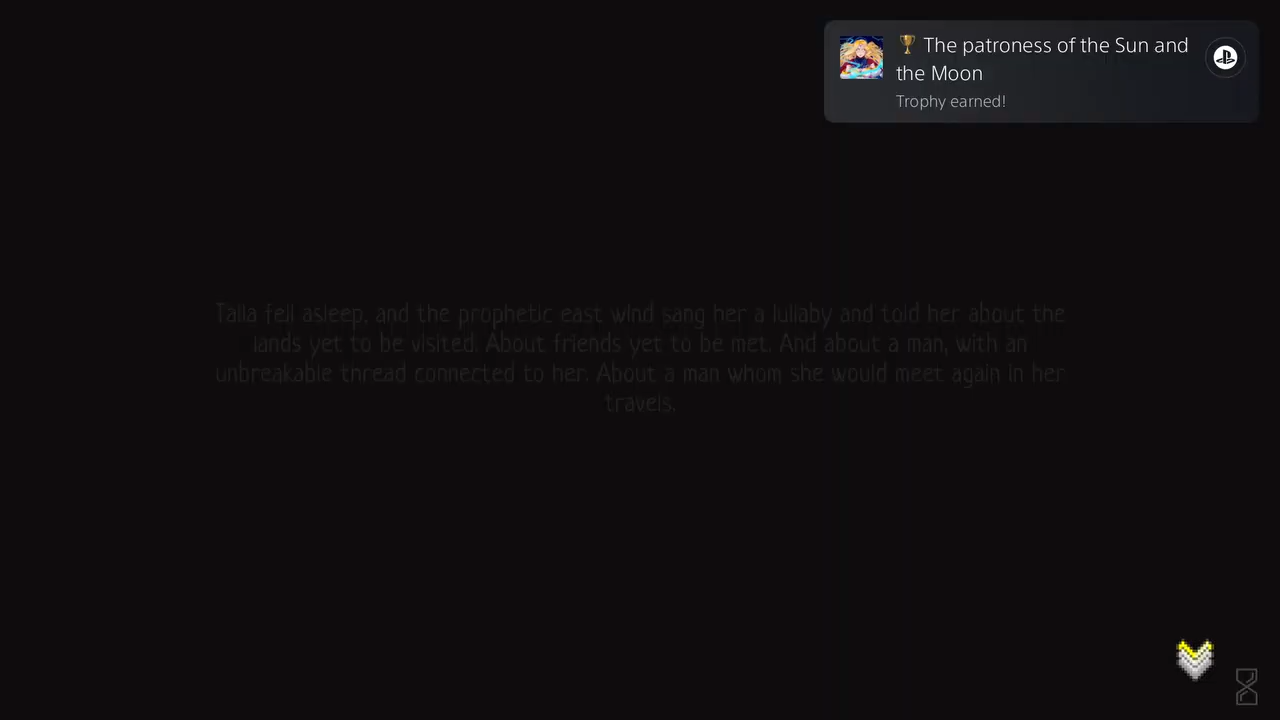 The patroness of the Sun and
the Moon
Trophy earned!
Talia fell asleep, and the prophetic east wind sang her a lullaby and told her about the
lands yet to be visited. About friends yet to be met. And about a man, with an
unbreakable thread connected to her. About a man whom she would meet again in her
travels.